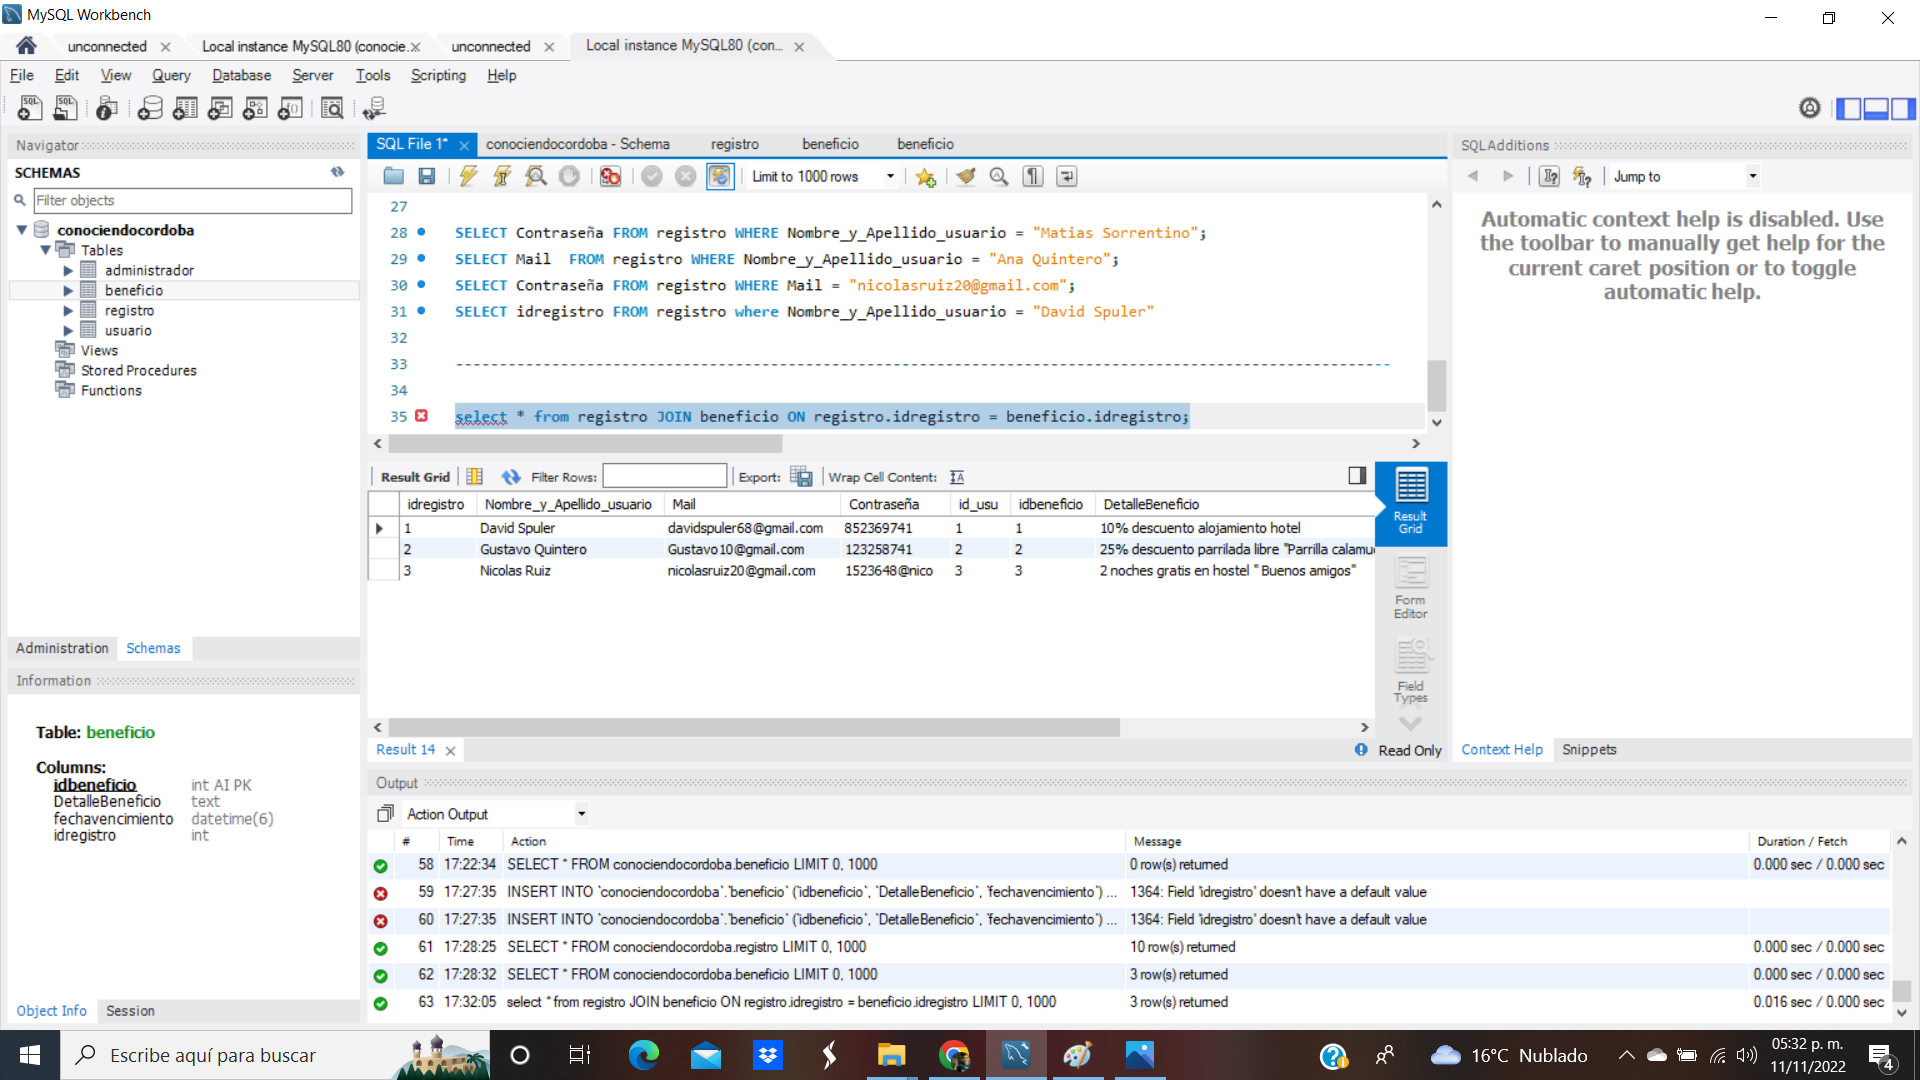 MySQL Workbench
unconnected
Local instance MySQL80 (conocie...
unconnected
Local instance MySQL80 (con...
File Edit View Query Database Server Tools Scripting Help
Navigator
SCHEMAS
Filter objects
conociendocordoba
Tables
administrador
beneficio
registro
usuario
Views
Stored Procedures
Functions
Administration Schemas
Information
Table: beneficio
Columns:
idbeneficio int AI PK
DetalleBeneficio text
fechavencimiento datetime(6)
idregistro int
Object Info Session
SQL File 1* conociendocordoba - Schema registro beneficio beneficio
Limit to 1000 rows
27
28 SELECT Contraseña FROM registro WHERE Nombre_y_Apellido_usuario = "Matias Sorrentino";
29 SELECT Mail FROM registro WHERE Nombre_y_Apellido_usuario = "Ana Quintero";
30 SELECT Contraseña FROM registro WHERE Mail = "nicolasruiz20@gmail.com";
31 SELECT idregistro FROM registro where Nombre_y_Apellido_usuario = "David Spuler"
32
33 --------------------------------------------------------------------------------------------------------------
34
35 select * from registro JOIN beneficio ON registro.idregistro = beneficio.idregistro;
Result Grid Filter Rows: Export: Wrap Cell Content:
idregistro Nombre_y_Apellido_usuario Mail Contraseña id_usu idbeneficio DetalleBeneficio
1 David Spuler davidspuler68@gmail.com 852369741 1 1 10% descuento alojamiento hotel
2 Gustavo Quintero Gustavo10@gmail.com 123258741 2 2 25% descuento parrilada libre "Parrilla calamu
3 Nicolas Ruiz nicolasruiz20@gmail.com 1523648@nico 3 3 2 noches gratis en hostel " Buenos amigos"
Result
Grid
Form
Editor
Field
Types
Result 14 Read Only
SQLAdditions
Jump to
Automatic context help is disabled. Use
the toolbar to manually get help for the
current caret position or to toggle
automatic help.
Context Help Snippets
Output
Action Output
# Time Action Message Duration / Fetch
58 17:22:34 SELECT * FROM conociendocordoba.beneficio LIMIT 0, 1000 0 row(s) returned 0.000 sec / 0.000 sec
59 17:27:35 INSERT INTO `conociendocordoba`.`beneficio` (`idbeneficio`, `DetalleBeneficio`, `fechavencimiento`) ... 1364: Field 'idregistro' doesn't have a default value
60 17:27:35 INSERT INTO `conociendocordoba`.`beneficio` (`idbeneficio`, `DetalleBeneficio`, `fechavencimiento`) ... 1364: Field 'idregistro' doesn't have a default value
61 17:28:25 SELECT * FROM conociendocordoba.registro LIMIT 0, 1000 10 row(s) returned 0.000 sec / 0.000 sec
62 17:28:32 SELECT * FROM conociendocordoba.beneficio LIMIT 0, 1000 3 row(s) returned 0.000 sec / 0.000 sec
63 17:32:05 select * from registro JOIN beneficio ON registro.idregistro = beneficio.idregistro LIMIT 0, 1000 3 row(s) returned 0.016 sec / 0.000 sec
Escribe aquí para buscar
16°C Nublado
05:32 p. m.
11/11/2022
4